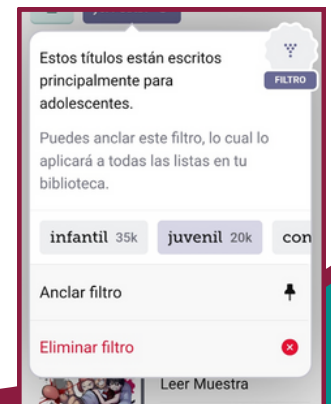 Estos títulos están escritos
principalmente para
adolescentes.
FILTRO
Puedes anclar este filtro, lo cual lo
aplicará a todas las listas en tu
biblioteca.
infantil 35k juvenil 20k con
Anclar filtro
Eliminar filtro
Leer Muestra